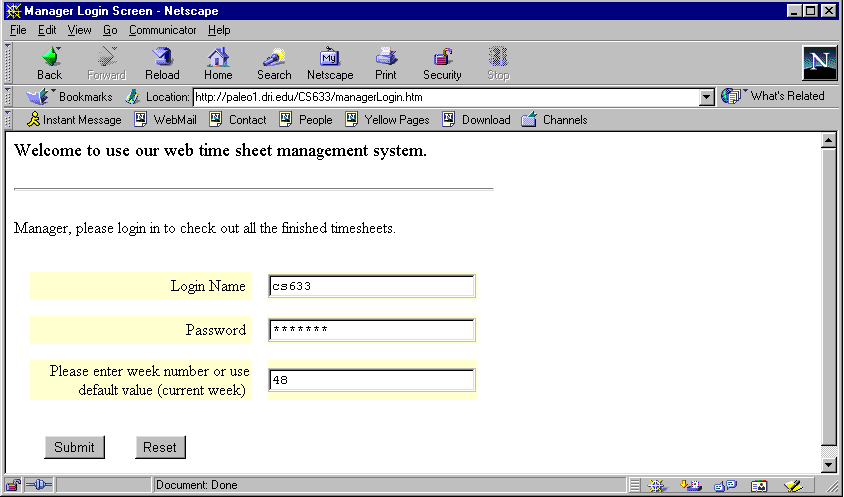 Manager Login Screen - Netscape
File Edit View Go Communicator Help
Back Forward Reload Home Search Netscape Print Security Stop
My
N
Bookmarks Location: http://paleo1.dri.edu/CS633/managerLogin.htm What's Related
Instant Message WebMail Contact People Yellow Pages Download Channels
Welcome to use our web time sheet management system.
Manager, please login in to check out all the finished timesheets.
Login Name cs633
Password *******
Please enter week number or use
default value (current week) 48
Submit Reset
Document: Done